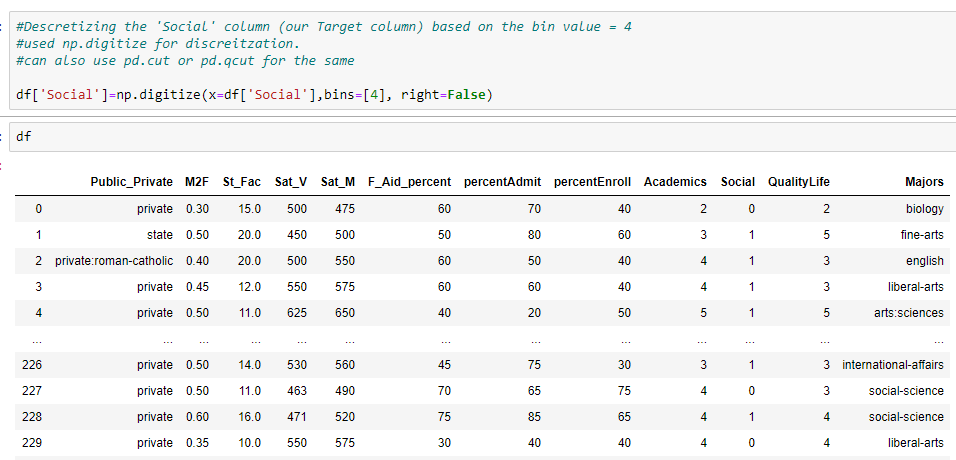 #Descretizing the 'Social' column (our Target column) based on the bin value = 4
#used np.digitize for discreitzation.
#can also use pd.cut or pd.qcut for the same
df['Social']=np.digitize(x=df['Social'],bins=[4], right=False)
df
Public_Private M2F St_Fac Sat_V Sat_M F_Aid_percent percentAdmit percentEnroll Academics Social QualityLife Majors
0 private 0.30 15.0 500 475 60 70 40 2 0 2 biology
1 state 0.50 20.0 450 500 50 80 60 3 1 5 fine-arts
2 private:roman-catholic 0.40 20.0 500 550 60 50 40 4 1 3 english
3 private 0.45 12.0 550 575 60 60 40 4 1 3 liberal-arts
4 private 0.50 11.0 625 650 40 20 50 5 1 5 arts:sciences
... ... ... ... ... ... ... ... ... ... ... ... ...
226 private 0.50 14.0 530 560 45 75 30 3 1 3 international-affairs
227 private 0.50 11.0 463 490 70 65 75 4 0 3 social-science
228 private 0.60 16.0 471 520 75 85 65 4 1 4 social-science
229 private 0.35 10.0 550 575 30 40 40 4 0 4 liberal-arts